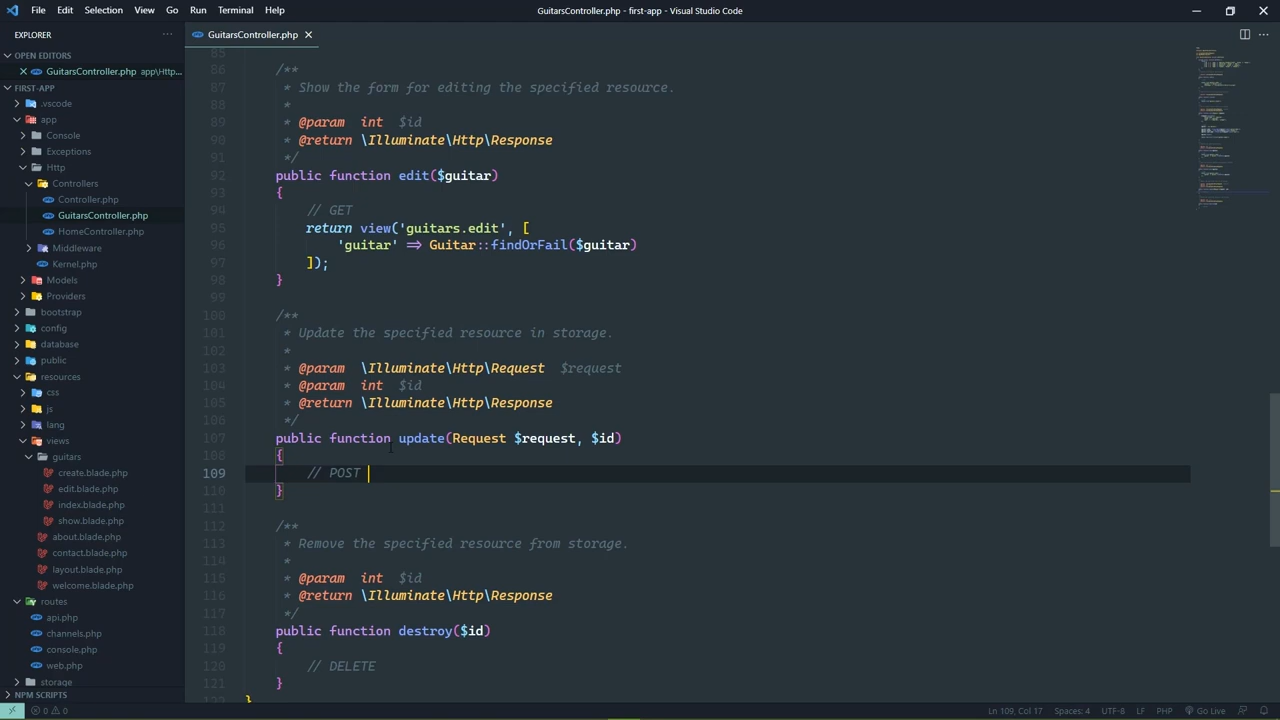 File Edit Selection View Go Run Terminal Help
GuitarsController.php - first-app - Visual Studio Code
EXPLORER
OPEN EDITORS
GuitarsController.php app\Http...
FIRST-APP
.vscode
app
Console
Exceptions
Http
Controllers
Controller.php
GuitarsController.php
HomeController.php
Middleware
Kernel.php
Models
Providers
bootstrap
config
database
public
resources
css
js
lang
views
guitars
create.blade.php
edit.blade.php
index.blade.php
show.blade.php
about.blade.php
contact.blade.php
layout.blade.php
welcome.blade.php
routes
api.php
channels.php
console.php
web.php
storage
NPM SCRIPTS
GuitarsController.php
85
86 /**
87 * Show the form for editing the specified resource.
88 *
89 * @param int $id
90 * @return \Illuminate\Http\Response
91 */
92 public function edit($guitar)
93 {
94 // GET
95 return view('guitars.edit', [
96 'guitar' => Guitar::findOrFail($guitar)
97 ]);
98 }
99
100 /**
101 * Update the specified resource in storage.
102 *
103 * @param \Illuminate\Http\Request $request
104 * @param int $id
105 * @return \Illuminate\Http\Response
106 */
107 public function update(Request $request, $id)
108 {
109 // POST
110 }
111
112 /**
113 * Remove the specified resource from storage.
114 *
115 * @param int $id
116 * @return \Illuminate\Http\Response
117 */
118 public function destroy($id)
119 {
120 // DELETE
121 }
122 }
0 0
Ln 109, Col 17 Spaces: 4 UTF-8 LF PHP Go Live